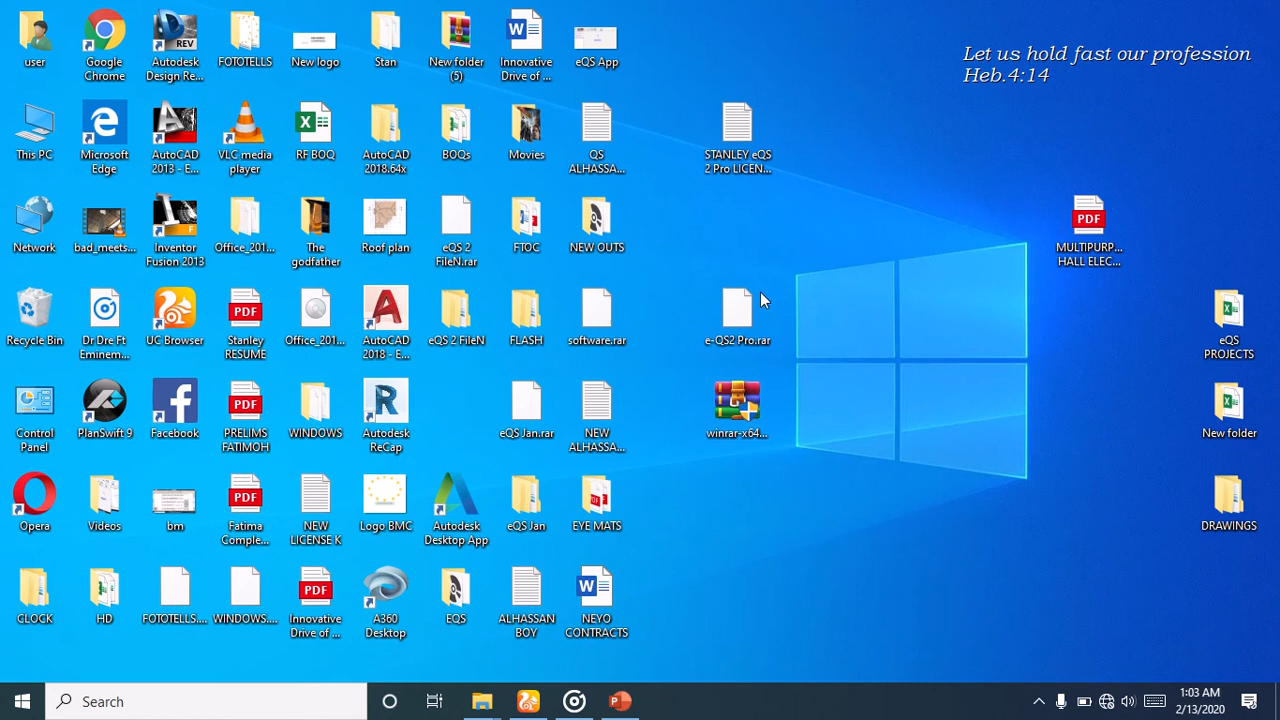 Let us hold fast our profession
Heb.4:14
user
Google
Chrome
Autodesk
Design Re...
FOTOTELLS
New logo
Stan
New folder
(5)
Innovative
Drive of ...
eQS App
This PC
Microsoft
Edge
AutoCAD
2013 - E...
VLC media
player
RF BOQ
AutoCAD
2018.64x
BOQs
Movies
QS
ALHASSA...
STANLEY eQS
2 Pro LICEN...
Network
bad_meets...
Inventor
Fusion 2013
Office_201...
The
godfather
Roof plan
eQS 2
FileN.rar
FTOC
NEW OUTS
MULTIPURP...
HALL ELEC...
Recycle Bin
Dr Dre Ft
Eminem...
UC Browser
Stanley
RESUME
Office_201...
AutoCAD
2018 - E...
eQS 2 FileN
FLASH
software.rar
e-QS2 Pro.rar
eQS
PROJECTS
Control
Panel
PlanSwift 9
Facebook
PRELIMS
FATIMOH
WINDOWS
Autodesk
ReCap
eQS Jan.rar
NEW
ALHASSA...
winrar-x64...
New folder
Opera
Videos
bm
Fatima
Comple...
NEW
LICENSE K
Logo BMC
Autodesk
Desktop App
eQS Jan
EYE MATS
DRAWINGS
CLOCK
HD
FOTOTELLS....
WINDOWS....
Innovative
Drive of ...
A360
Desktop
EQS
ALHASSAN
BOY
NEYO
CONTRACTS
REV
PDF
PDF
PDF
PDF
PDF
Search
1:03 AM
2/13/2020